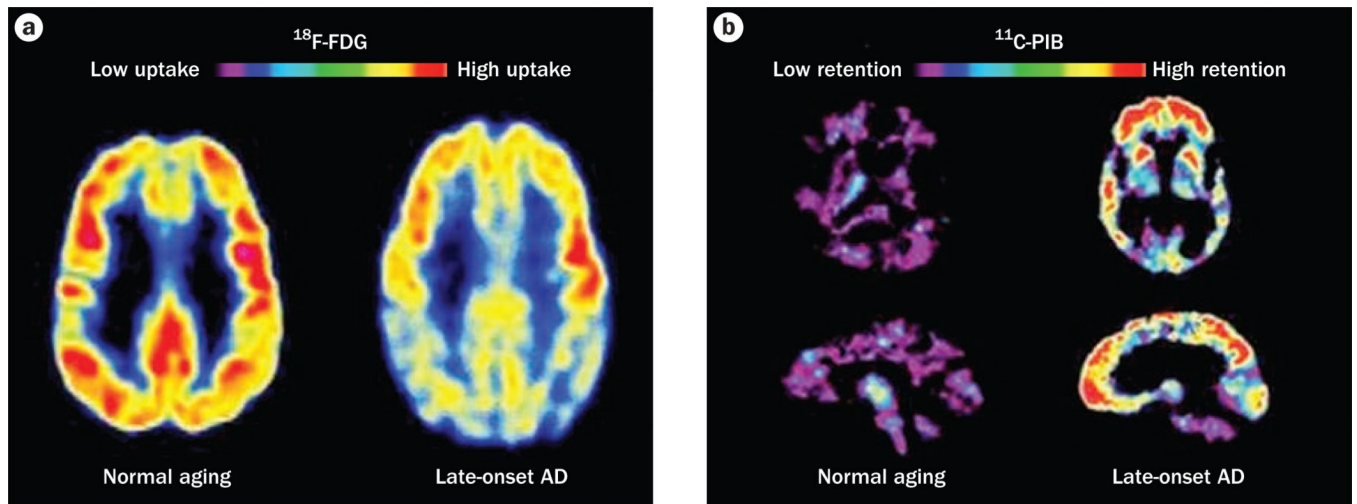 a
¹⁸F-FDG
Low uptake High uptake
Normal aging Late-onset AD
b
¹¹C-PIB
Low retention High retention
Normal aging Late-onset AD